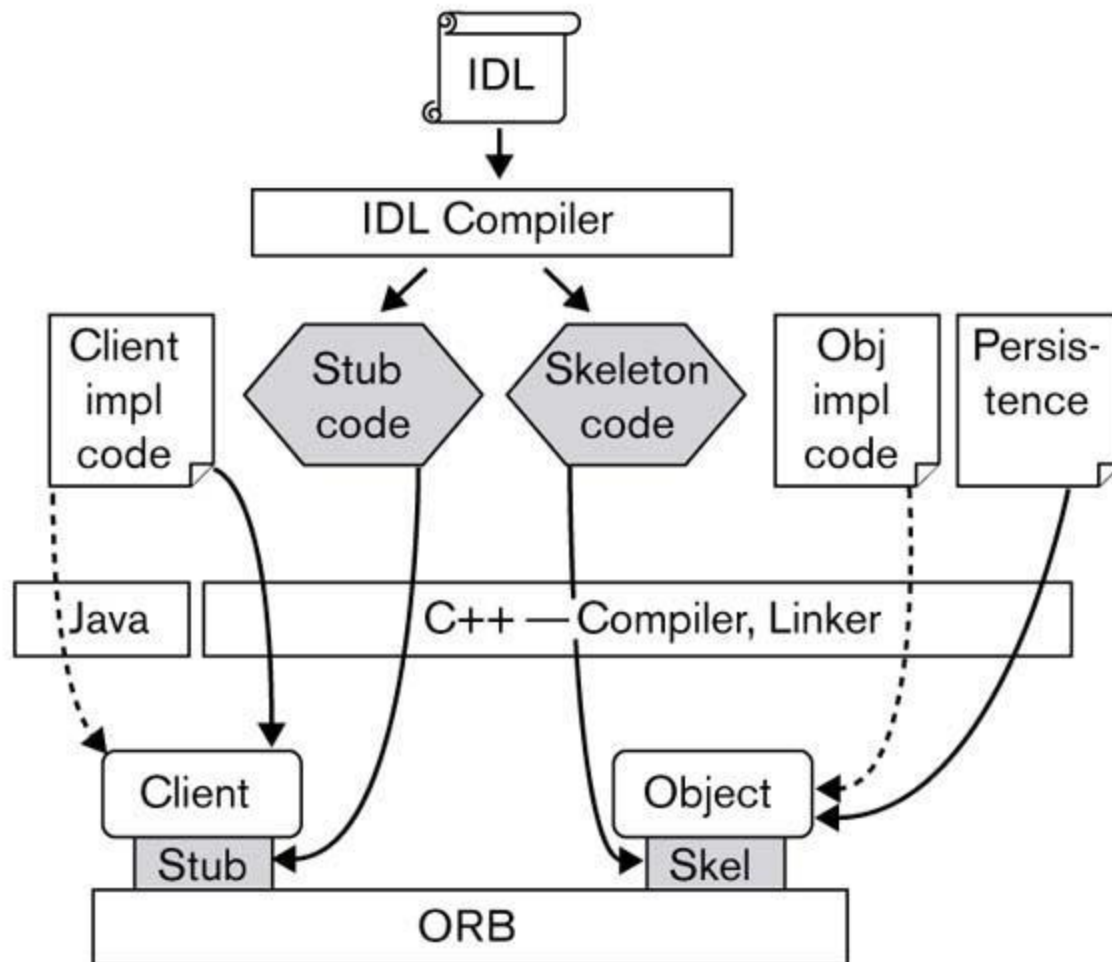 IDL
IDL Compiler
Client
impl
code
Stub
code
Skeleton
code
Obj
impl
code
Persis-
tence
Java
C++ — Compiler, Linker
Client
Object
Stub
Skel
ORB